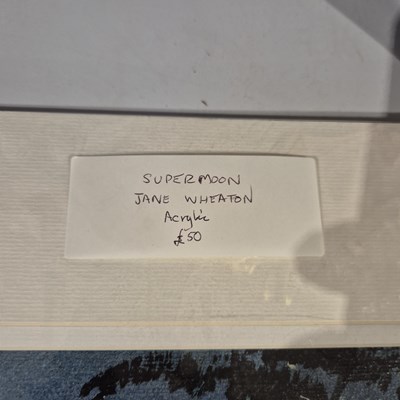 SUPERMOON
JANE WHEATON
Acrylic
£50